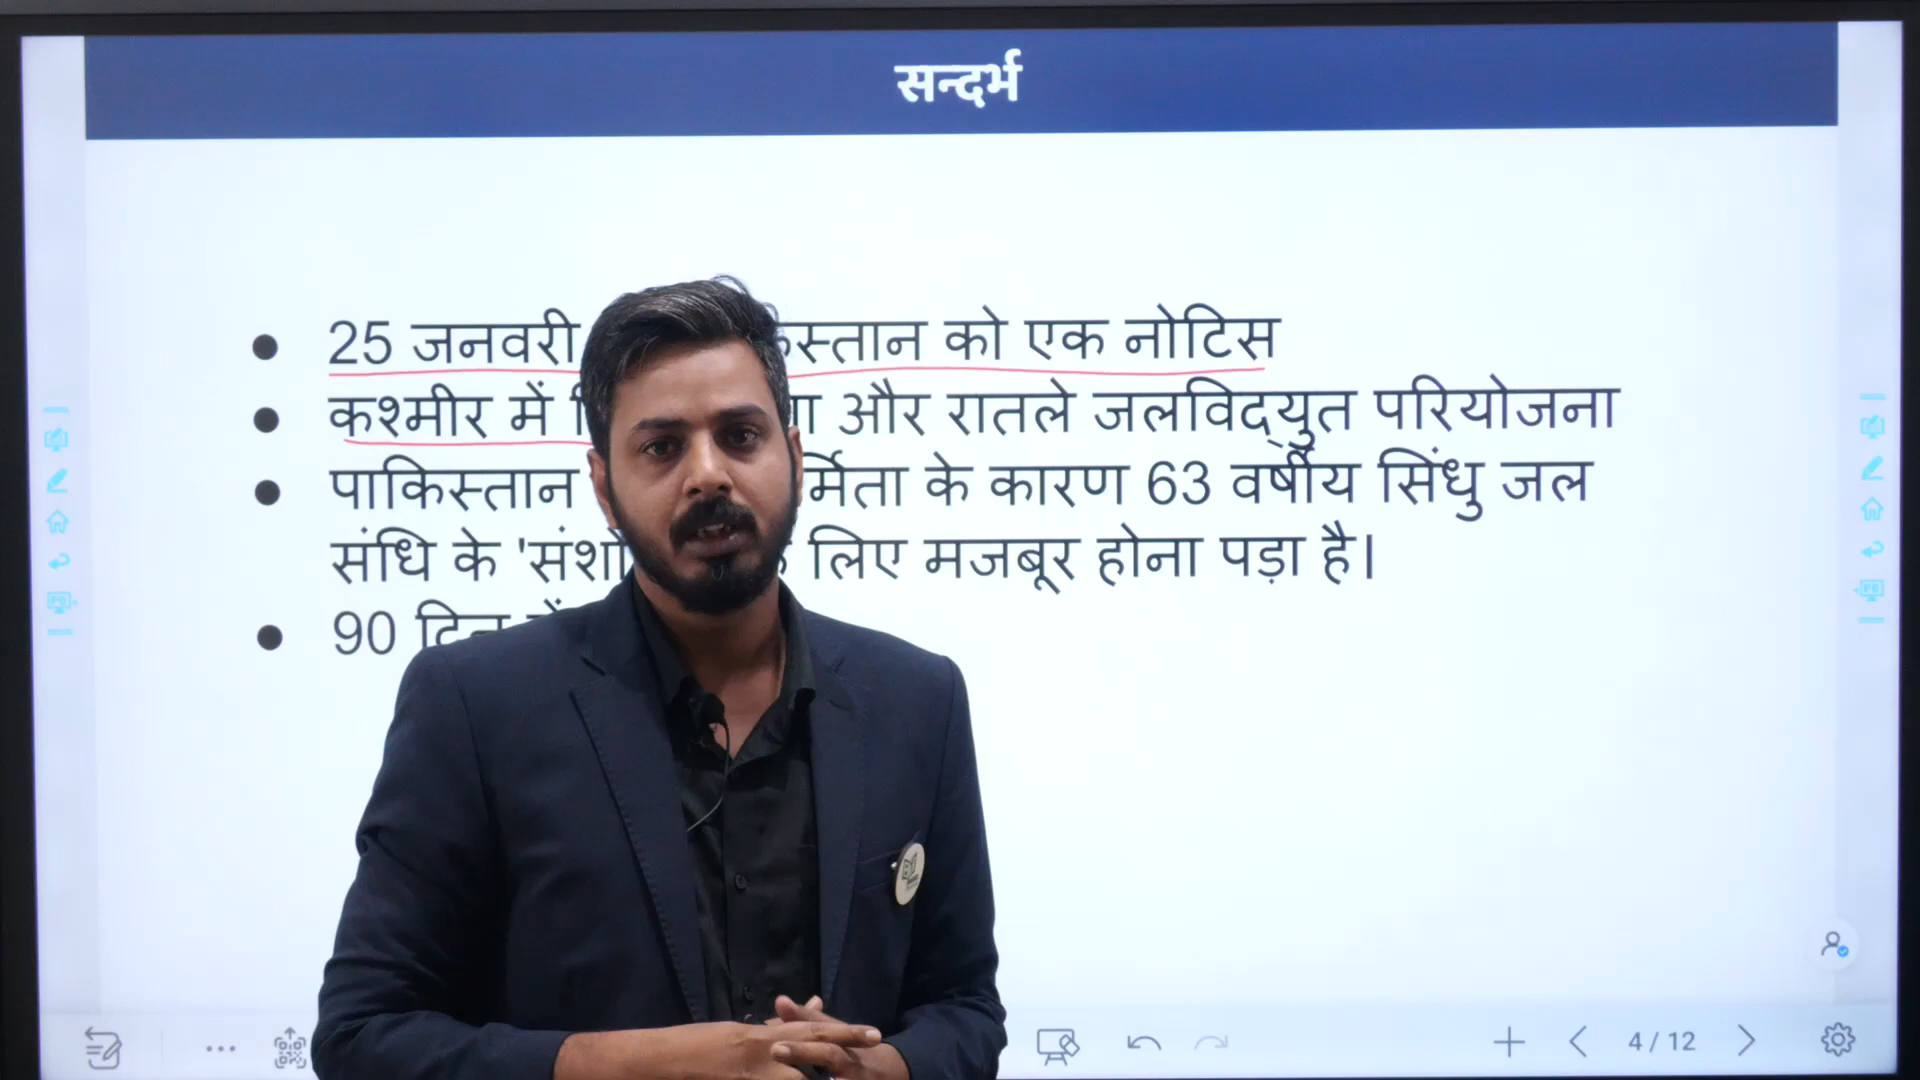 सन्दर्भ
25 जनवरी को एक नोटिस
कश्मीर में और रातले जलविद्युत परियोजना
पाकिस्तान के कारण 63 वर्षीय सिंधु जल
संधि के लिए मजबूर होना पड़ा है।
90 दिन में
4 / 12